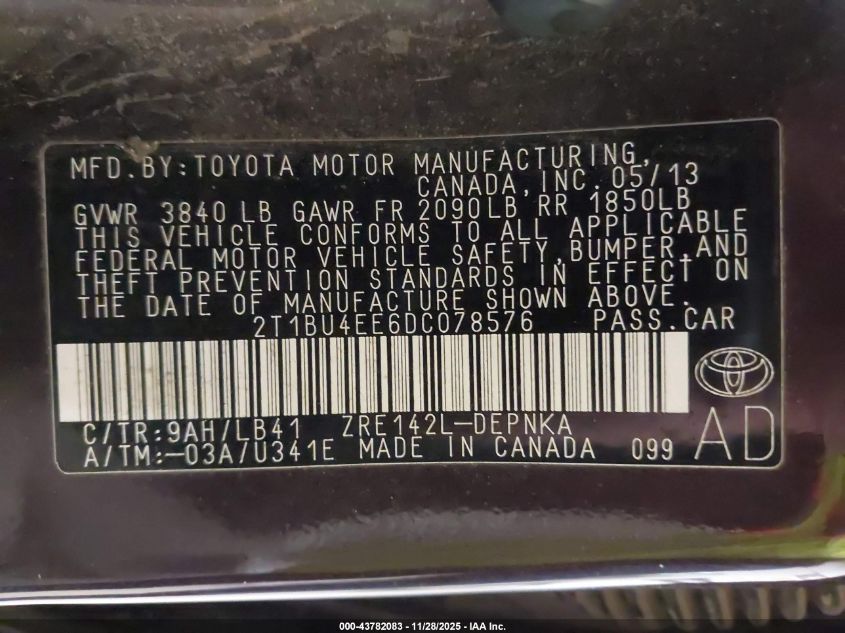 MFD.BY:TOYOTA MOTOR MANUFACTURING,
CANADA,INC. 05/13
GVWR 3840 LB GAWR FR 2090LB RR 1850LB
THIS VEHICLE CONFORMS TO ALL APPLICABLE
FEDERAL MOTOR VEHICLE SAFETY,BUMPER,AND
THEFT PREVENTION STANDARDS IN EFFECT ON
THE DATE OF MANUFACTURE SHOWN ABOVE.
2T1BU4EE6DC078576 PASS.CAR
C/TR:9AH/LB41 ZRE142L-DEPNKA
A/TM:-03A/U341E MADE IN CANADA 099
AD
000-43782083 - 11/28/2025 - IAA Inc.